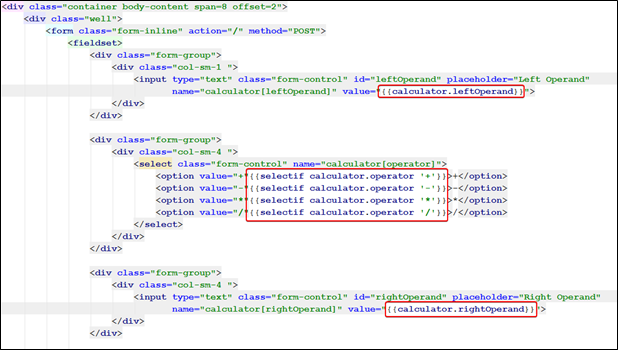 <div class="container body-content span=8 offset=2">
<div class="well">
<form class="form-inline" action="/" method="POST">
<fieldset>
<div class="form-group">
<div class="col-sm-1 ">
<input type="text" class="form-control" id="leftOperand" placeholder="Left Operand"
name="calculator[leftOperand]" value="{{calculator.leftOperand}}">
</div>
</div>
<div class="form-group">
<div class="col-sm-4 ">
<select class="form-control" name="calculator[operator]">
<option value="+"{{selectif calculator.operator '+'}}>+</option>
<option value="-"{{selectif calculator.operator '-'}}>-</option>
<option value="*"{{selectif calculator.operator '*'}}>*</option>
<option value="/"{{selectif calculator.operator '/'}}>/</option>
</select>
</div>
</div>
<div class="form-group">
<div class="col-sm-4 ">
<input type="text" class="form-control" id="rightOperand" placeholder="Right Operand"
name="calculator[rightOperand]" value="{{calculator.rightOperand}}">
</div>
</div>